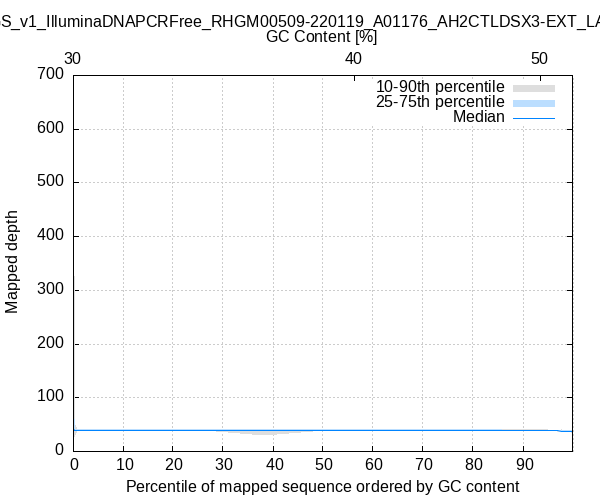 S_v1_IlluminaDNAPCRFree_RHGM00509-220119_A01176_AH2CTLDSX3-EXT_LA
GC Content [%]
30 40 50
700
10-90th percentile
25-75th percentile
Median
600
500
400
300
200
100
0
Mapped depth
0 10 20 30 40 50 60 70 80 90
Percentile of mapped sequence ordered by GC content